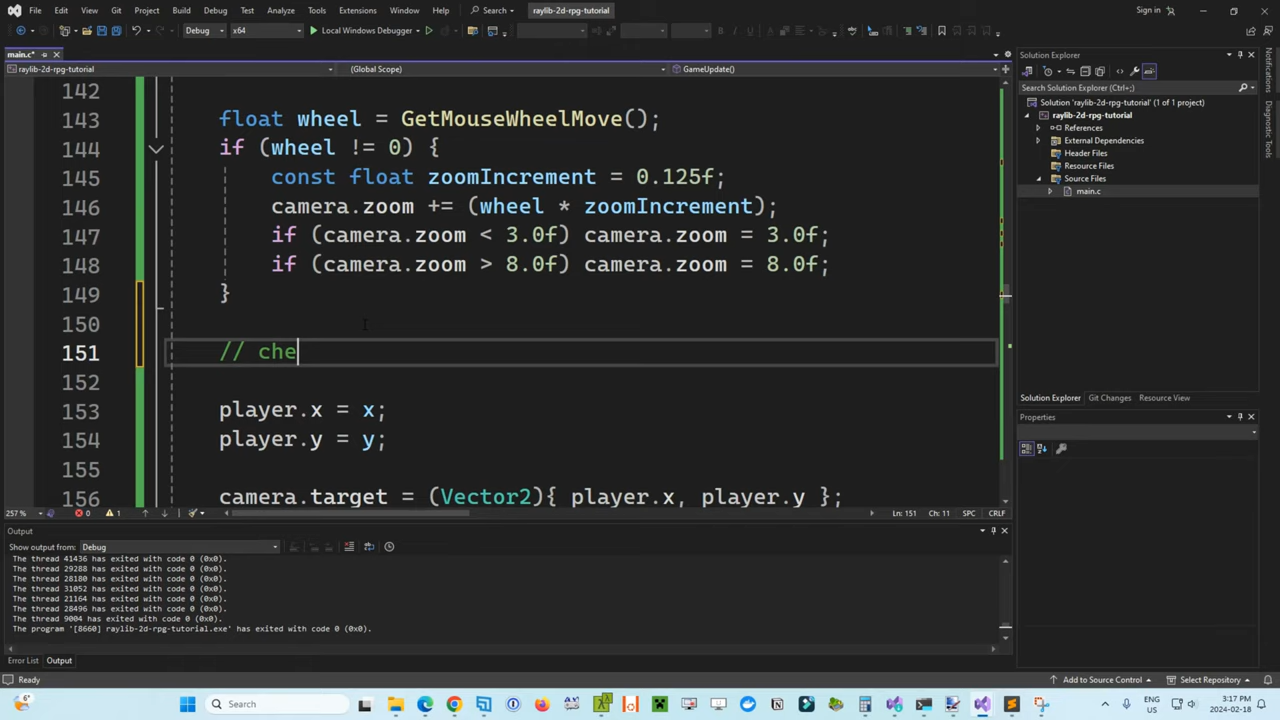 File Edit View Git Project Build Debug Test Analyze Tools Extensions Window Help Search raylib-2d-rpg-tutorial Sign in
Debug x64 Local Windows Debugger
main.c*
raylib-2d-rpg-tutorial (Global Scope) GameUpdate()
142
143 float wheel = GetMouseWheelMove();
144 if (wheel != 0) {
145 const float zoomIncrement = 0.125f;
146 camera.zoom += (wheel * zoomIncrement);
147 if (camera.zoom < 3.0f) camera.zoom = 3.0f;
148 if (camera.zoom > 8.0f) camera.zoom = 8.0f;
149 }
150
151 // che
152
153 player.x = x;
154 player.y = y;
155
156 camera.target = (Vector2){ player.x, player.y };
257 % 0 1 Ln: 151 Ch: 11 SPC CRLF
Output
Show output from: Debug
The thread 41436 has exited with code 0 (0x0).
The thread 29288 has exited with code 0 (0x0).
The thread 28180 has exited with code 0 (0x0).
The thread 31052 has exited with code 0 (0x0).
The thread 21164 has exited with code 0 (0x0).
The thread 28496 has exited with code 0 (0x0).
The thread 9004 has exited with code 0 (0x0).
The program '[8660] raylib-2d-rpg-tutorial.exe' has exited with code 0 (0x0).
Error List Output
Solution Explorer
Search Solution Explorer (Ctrl+;)
Solution 'raylib-2d-rpg-tutorial' (1 of 1 project)
raylib-2d-rpg-tutorial
References
External Dependencies
Header Files
Resource Files
Source Files
main.c
Solution Explorer Git Changes Resource View
Properties
Notifications
Diagnostic Tools
Ready Add to Source Control Select Repository
6° Search ENG US 3:17 PM 2024-02-18